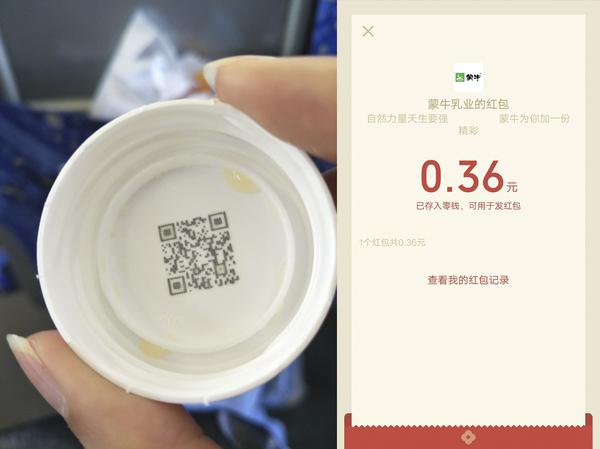 蒙牛
蒙牛乳业的红包
自然力量天生要强 蒙牛为你加一份
精彩
0.36元
已存入零钱，可用于发红包
1个红包共0.36元
查看我的红包记录